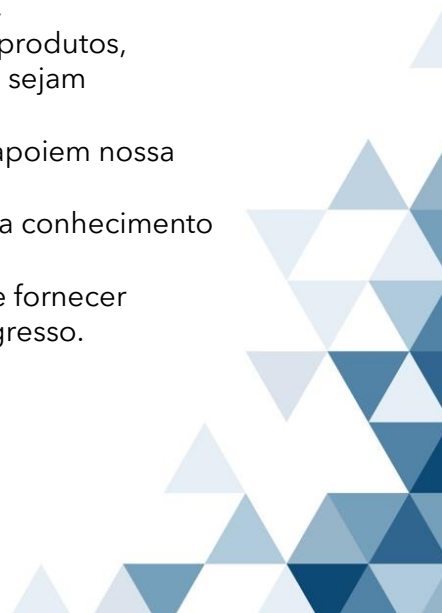 produtos,
sejam
apoiem nossa
a conhecimento
e fornecer
gresso.